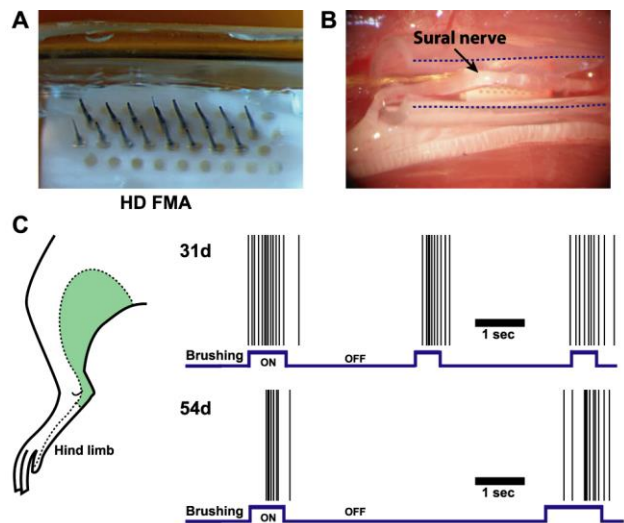 A
HD FMA
B
Sural nerve
C
Hind limb
31d
1 sec
Brushing
ON
OFF
54d
1 sec
Brushing
ON
OFF